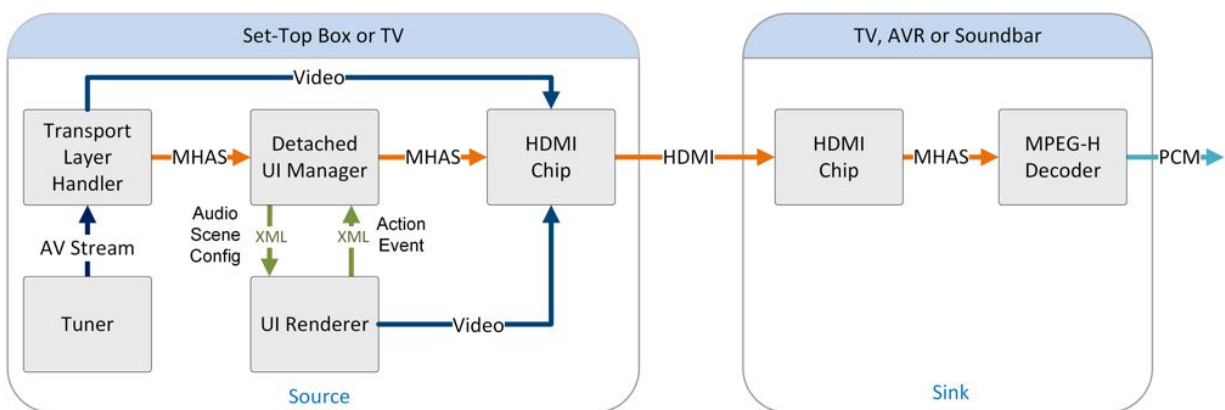 Set-Top Box or TV
TV, AVR or Soundbar
Video
Transport
Layer
Handler
MHAS
Detached
UI Manager
MHAS
HDMI
Chip
HDMI
HDMI
Chip
MHAS
MPEG-H
Decoder
PCM
AV Stream
Audio
Scene
Config
XML
XML
Action
Event
Tuner
UI Renderer
Video
Source
Sink